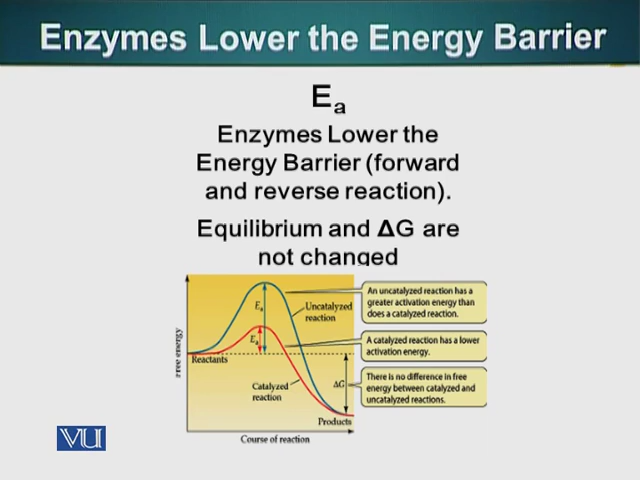 Enzymes Lower the Energy Barrier
Ea
Enzymes Lower the
Energy Barrier (forward
and reverse reaction).
Equilibrium and ΔG are
not changed
An uncatalyzed reaction has a
greater activation energy than
does a catalyzed reaction.
Ea
Uncatalyzed
reaction
Ea
A catalyzed reaction has a lower
activation energy.
Free energy
Reactants
There is no difference in free
energy between catalyzed and
uncatalyzed reactions.
ΔG
Catalyzed
reaction
Products
Course of reaction
VU